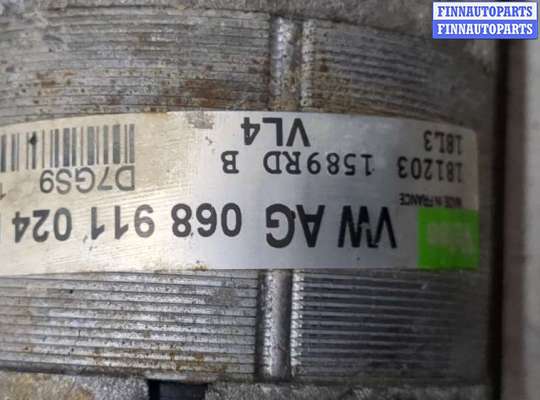 FINNAUTOPARTS
FINNAUTOPARTS
VW AG 068 911 024
MADE IN FRANCE
181203 1589RD B D7GS9
18L3 VL4